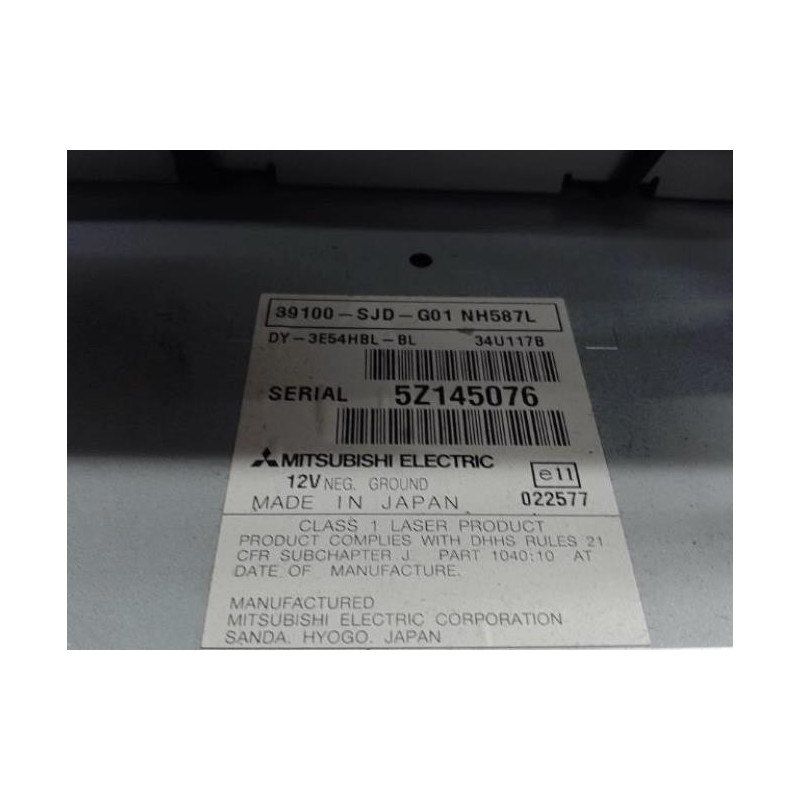 39100-SJD-G01 NH587L
DY-3E54HBL-BL 34U117B
SERIAL 5Z145076
MITSUBISHI ELECTRIC
e11
12V NEG. GROUND
MADE IN JAPAN 022577
CLASS 1 LASER PRODUCT
PRODUCT COMPLIES WITH DHHS RULES 21
CFR SUBCHAPTER J. PART 1040:10 AT
DATE OF MANUFACTURE.
MANUFACTURED
MITSUBISHI ELECTRIC CORPORATION
SANDA. HYOGO. JAPAN